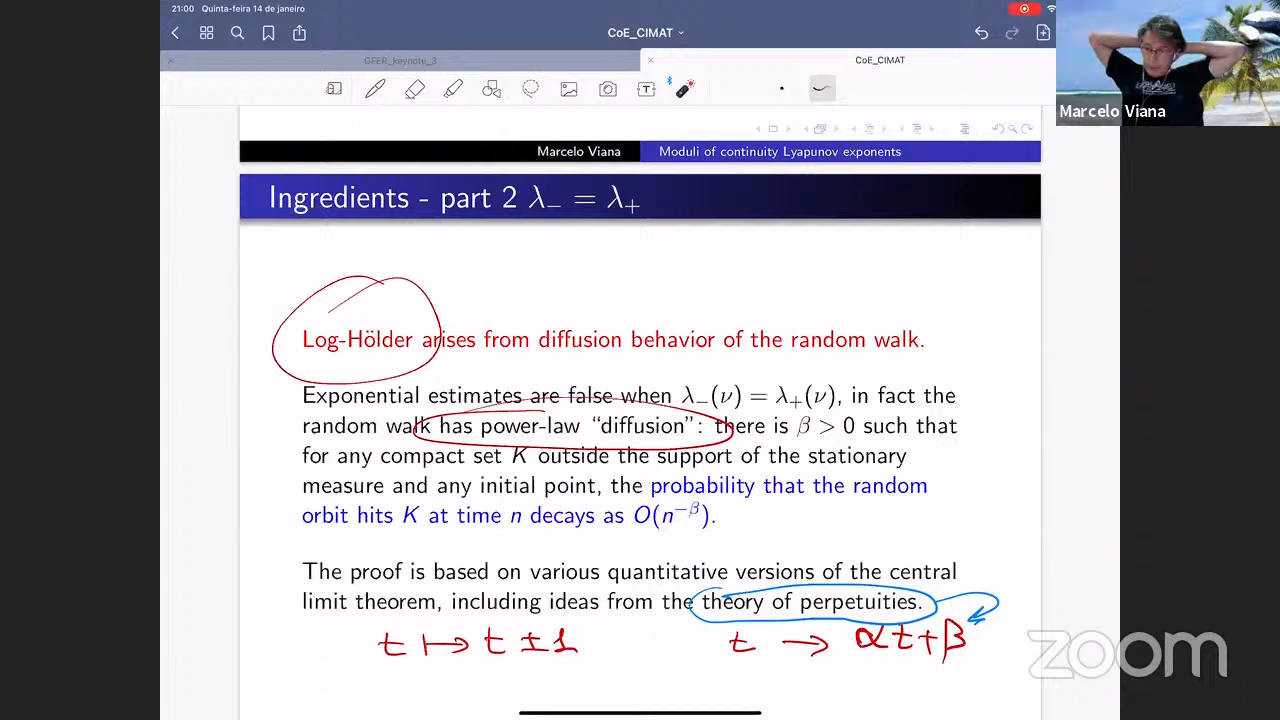 21:00 Quinta-feira 14 de janeiro
CoE_CIMAT
GFER_keynote_3
CoE_CIMAT
T
Marcelo Viana
Marcelo Viana Moduli of continuity Lyapunov exponents
Ingredients - part 2 λ₋ = λ₊
Log-Hölder arises from diffusion behavior of the random walk.
Exponential estimates are false when λ₋(ν) = λ₊(ν), in fact the
random walk has power-law “diffusion”: there is β > 0 such that
for any compact set K outside the support of the stationary
measure and any initial point, the probability that the random
orbit hits K at time n decays as O(n^{−β}).
The proof is based on various quantitative versions of the central
limit theorem, including ideas from the theory of perpetuities.
t ↦ t ± 1 t → αt+β
zoom